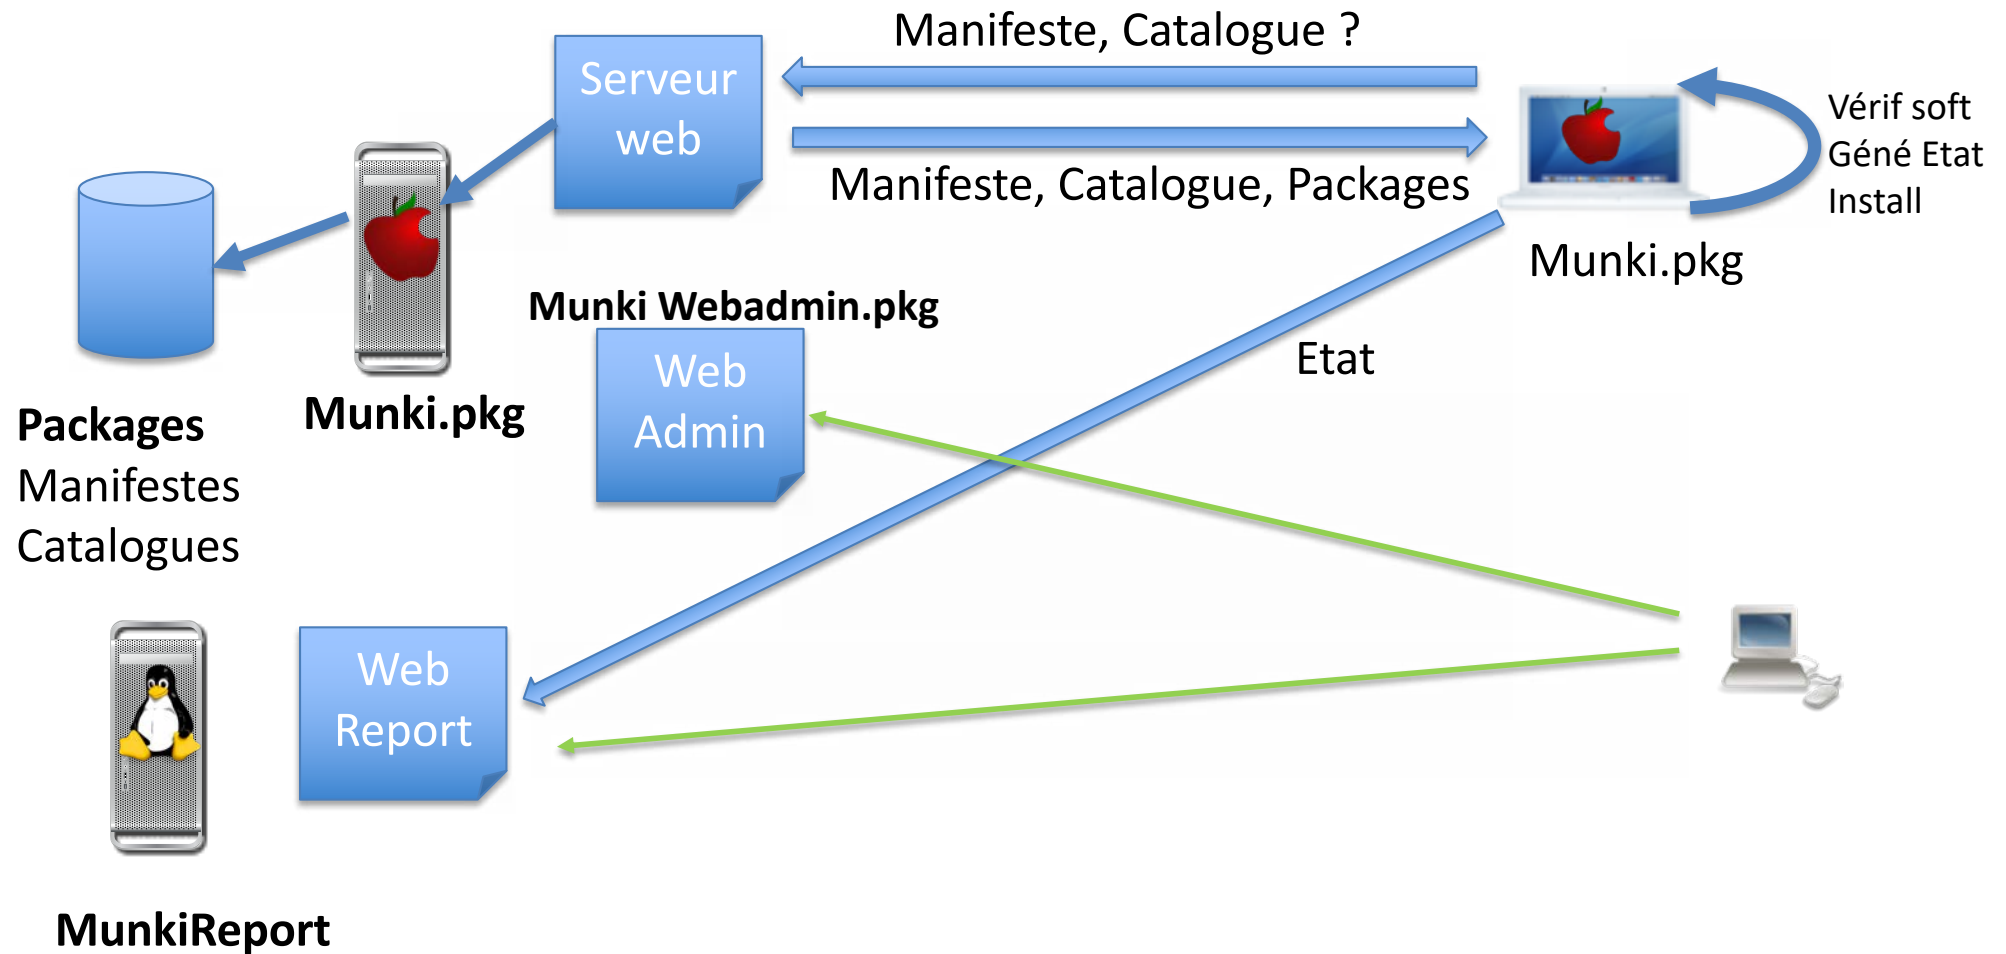 Manifeste, Catalogue ?
Serveur
web
Vérif soft
Géné Etat
Install
Manifeste, Catalogue, Packages
Munki.pkg
Munki Webadmin.pkg
Web
Admin
Etat
Munki.pkg
Packages
Manifestes
Catalogues
Web
Report
MunkiReport